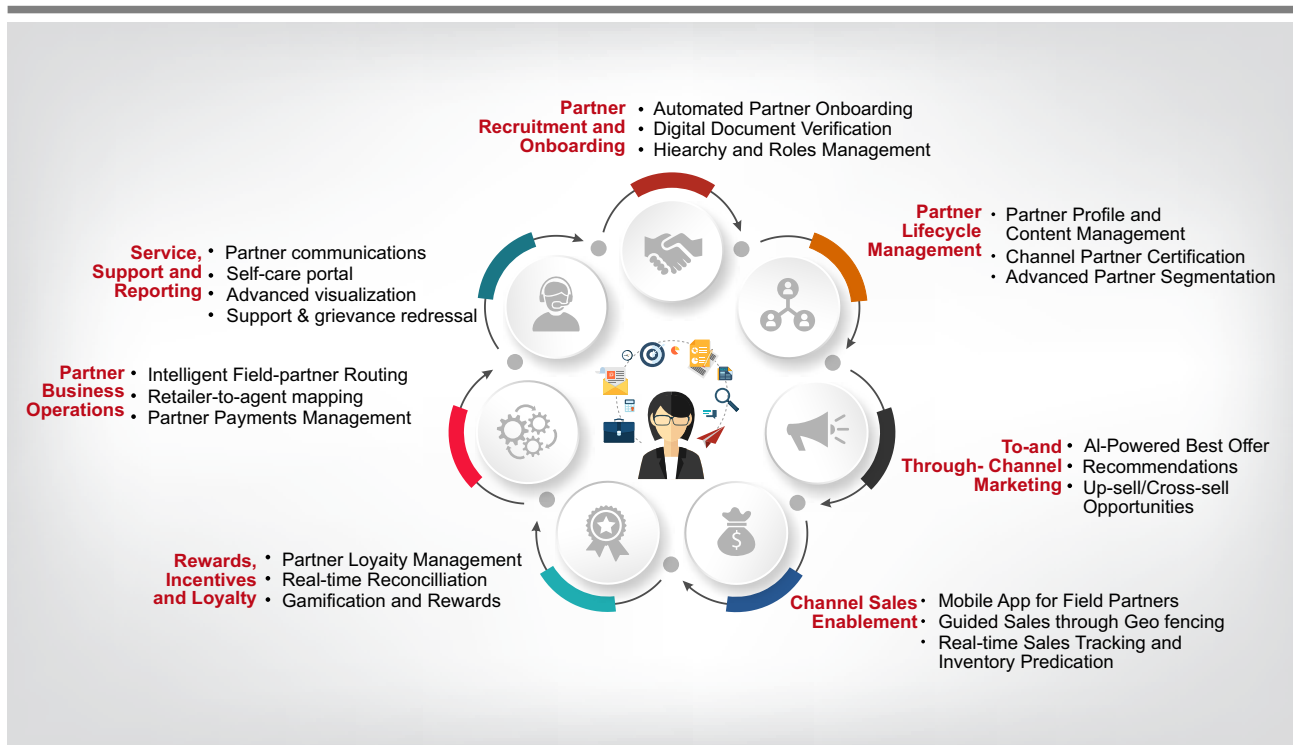 Partner
Recruitment and
Onboarding
• Automated Partner Onboarding
• Digital Document Verification
• Hiearchy and Roles Management
Partner
Lifecycle
Management
• Partner Profile and
Content Management
• Channel Partner Certification
• Advanced Partner Segmentation
To-and
Through- Channel
Marketing
• AI-Powered Best Offer
• Recommendations
• Up-sell/Cross-sell
Opportunities
Channel Sales
Enablement
• Mobile App for Field Partners
• Guided Sales through Geo fencing
• Real-time Sales Tracking and
Inventory Predication
Rewards,
Incentives
and Loyalty
• Partner Loyaity Management
• Real-time Reconcilliation
• Gamification and Rewards
Partner
Business
Operations
• Intelligent Field-partner Routing
• Retailer-to-agent mapping
• Partner Payments Management
Service,
Support and
Reporting
• Partner communications
• Self-care portal
• Advanced visualization
• Support & grievance redressal
$